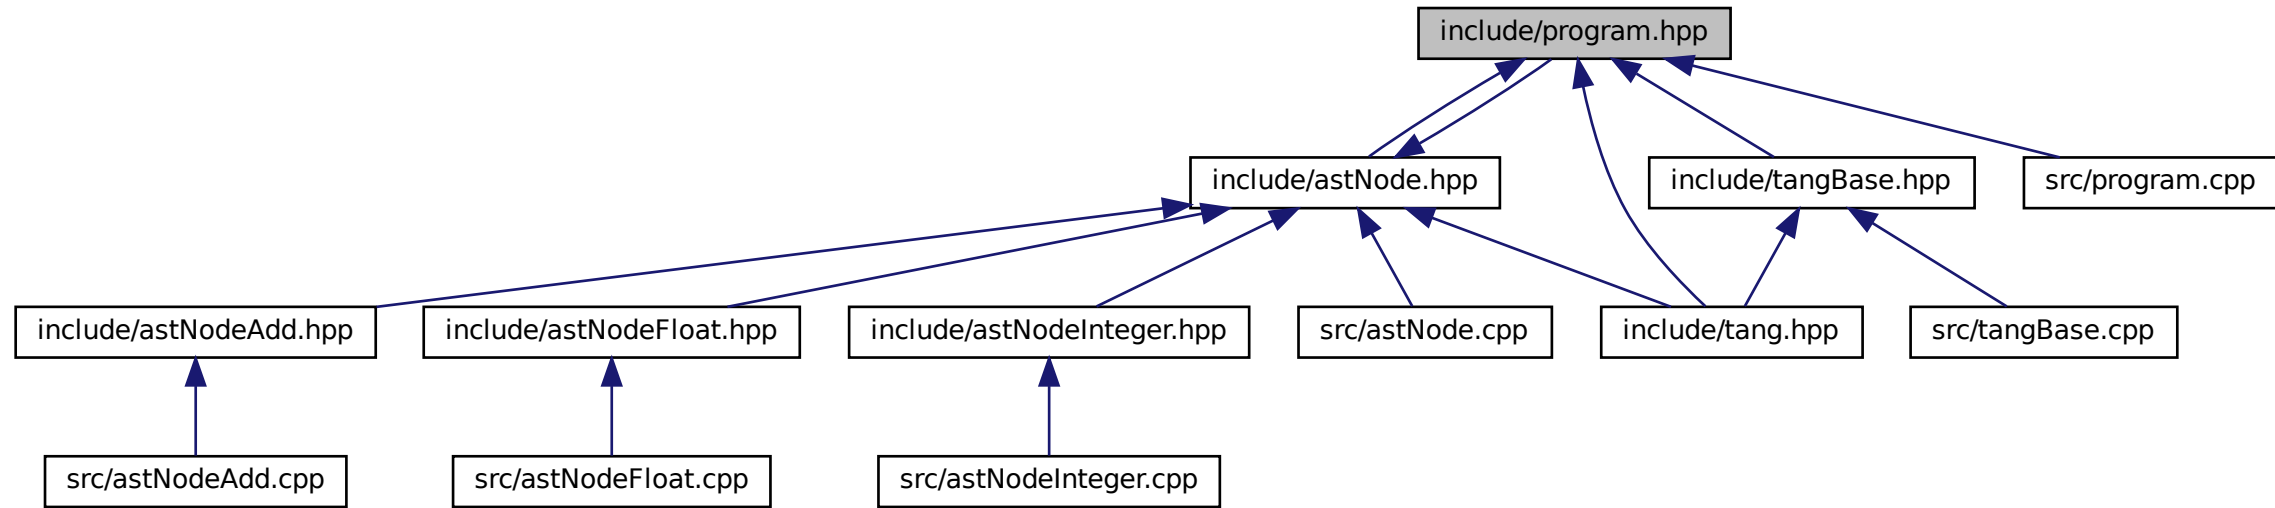 include/program.hpp
include/astNode.hpp
include/tangBase.hpp
src/program.cpp
include/astNodeAdd.hpp
include/astNodeFloat.hpp
include/astNodeInteger.hpp
src/astNode.cpp
include/tang.hpp
src/tangBase.cpp
src/astNodeAdd.cpp
src/astNodeFloat.cpp
src/astNodeInteger.cpp